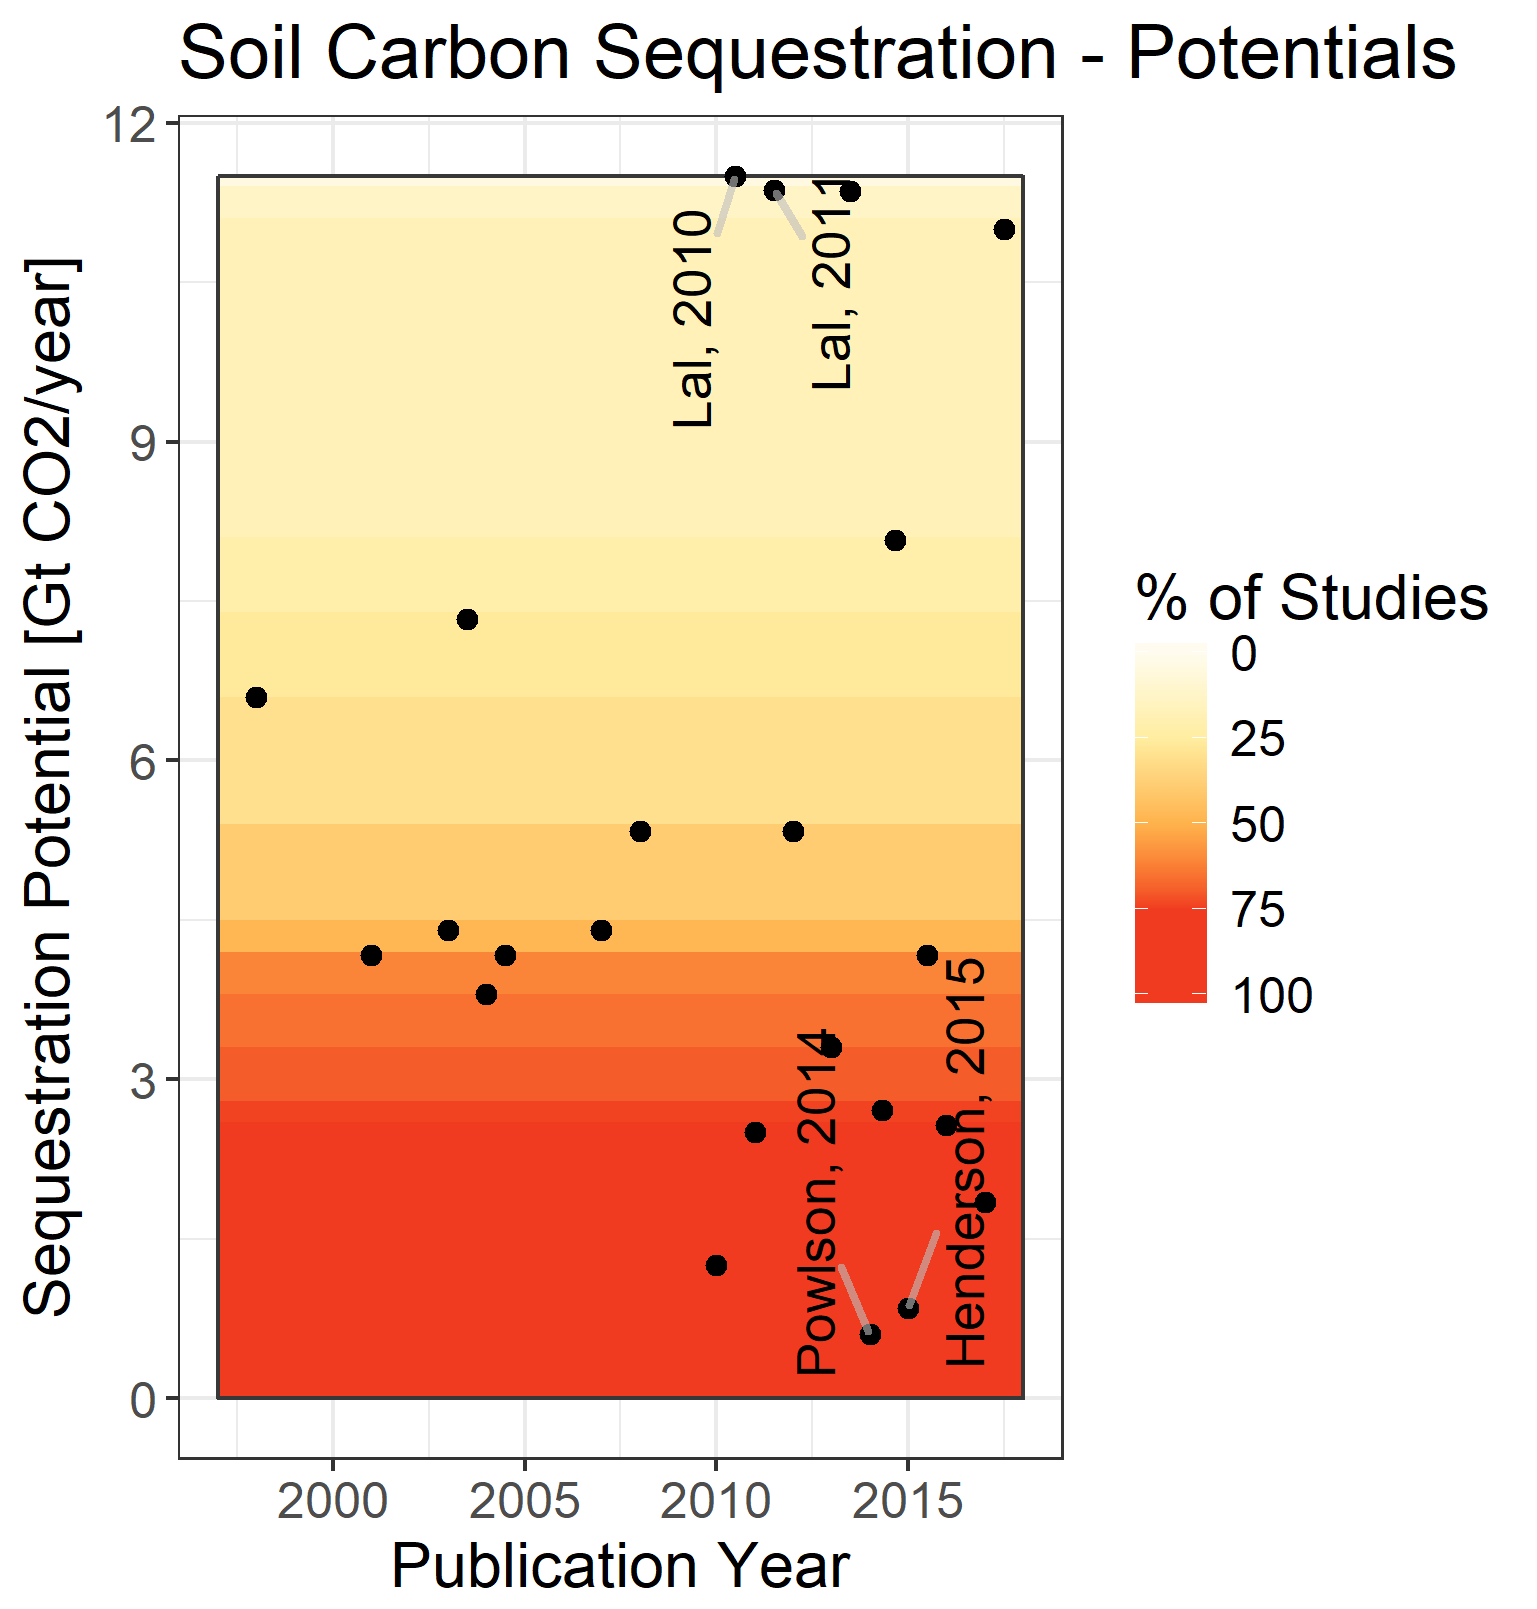 Soil Carbon Sequestration - Potentials
Sequestration Potential [Gt CO2/year]
12
9
6
3
0
Lal, 2010
Lal, 2011
Powlson, 2014
Henderson, 2015
2000
2005
2010
2015
Publication Year
% of Studies
0
25
50
75
100